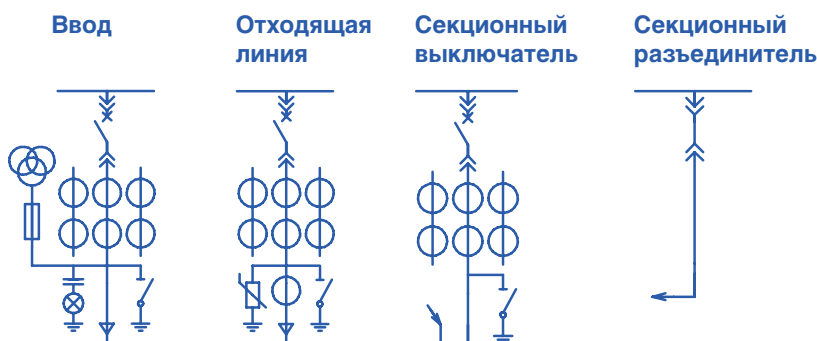 Ввод
Отходящая
линия
Секционный
выключатель
Секционный
разъединитель